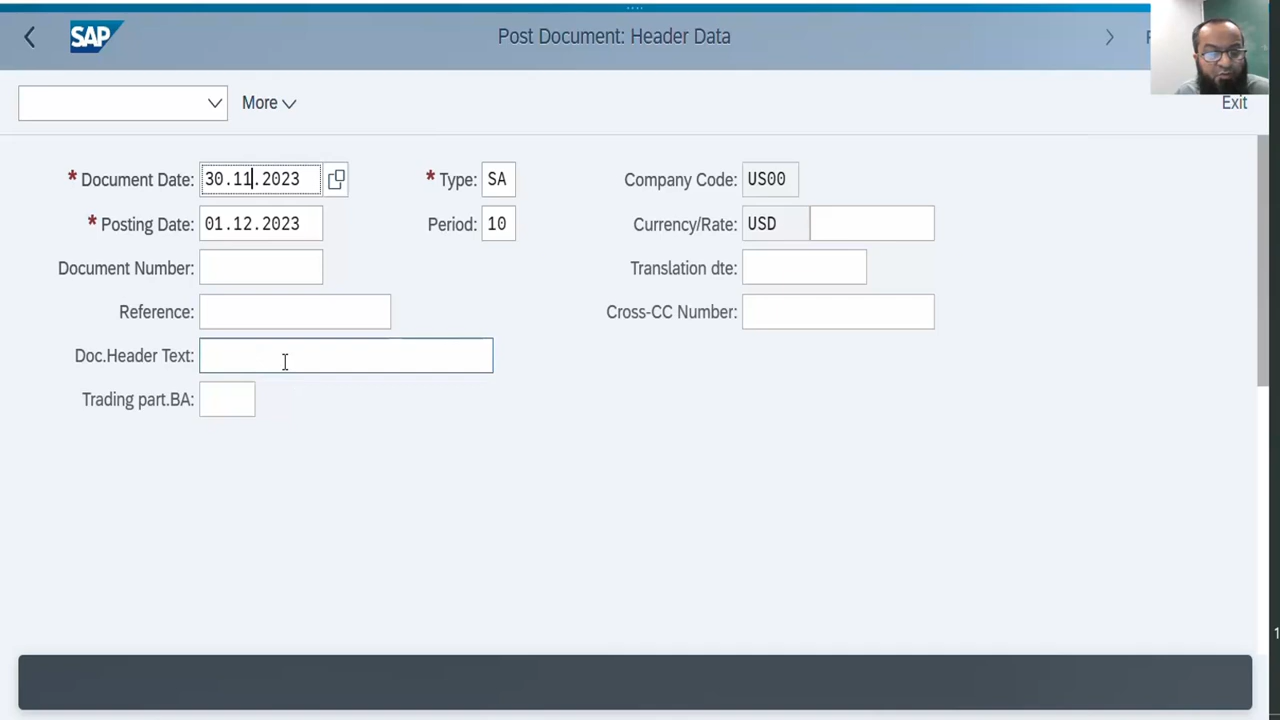 SAP
Post Document: Header Data
More
Exit
* Document Date: 30.11.2023
* Type: SA
Company Code: US00
* Posting Date: 01.12.2023
Period: 10
Currency/Rate: USD
Document Number:
Translation dte:
Reference:
Cross-CC Number:
Doc.Header Text:
Trading part.BA:
1